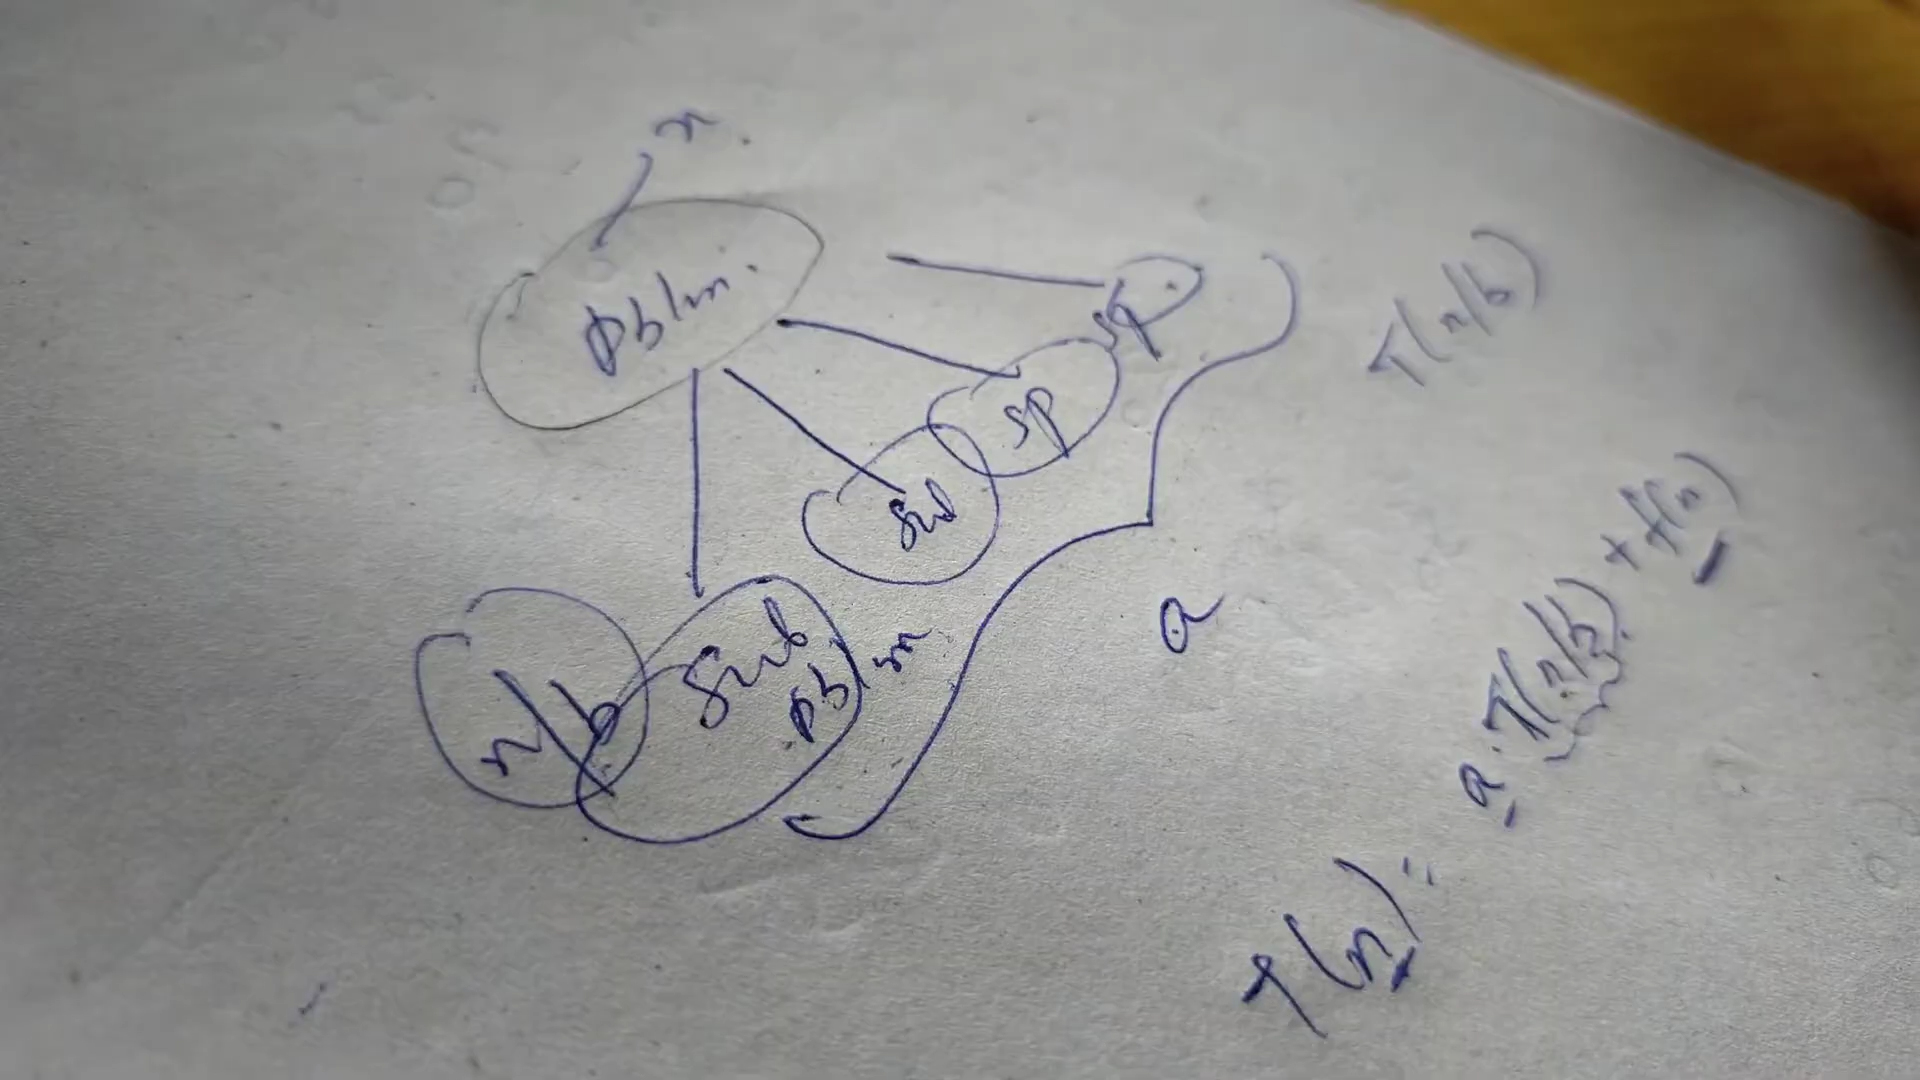 n
pblm.
sp
sp
sub
sub
pblm
n/b
a
T(n/b)
T(n) = a.T(n/b) + f(n)